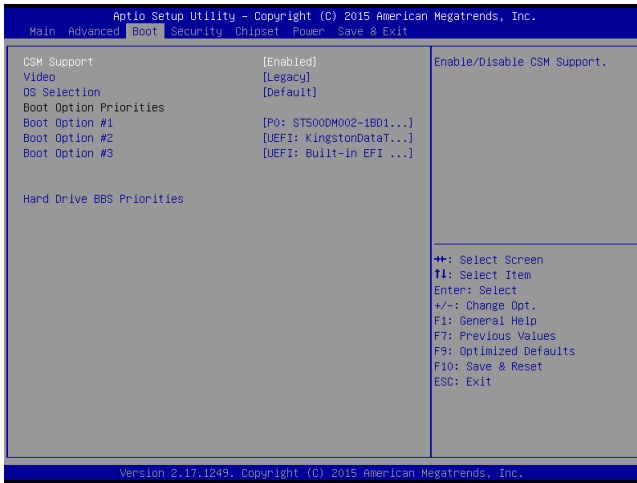 Aptio Setup Utility – Copyright (C) 2015 American Megatrends, Inc.
Main Advanced Boot Security Chipset Power Save & Exit
CSM Support [Enabled]
Video [Legacy]
OS Selection [Default]
Boot Option Priorities
Boot Option #1 [P0: ST500DM002-1BD1...]
Boot Option #2 [UEFI: KingstonDataT...]
Boot Option #3 [UEFI: Built-in EFI ...]
Hard Drive BBS Priorities
Enable/Disable CSM Support.
→←: Select Screen
↑↓: Select Item
Enter: Select
+/-: Change Opt.
F1: General Help
F7: Previous Values
F9: Optimized Defaults
F10: Save & Reset
ESC: Exit
Version 2.17.1249. Copyright (C) 2015 American Megatrends, Inc.